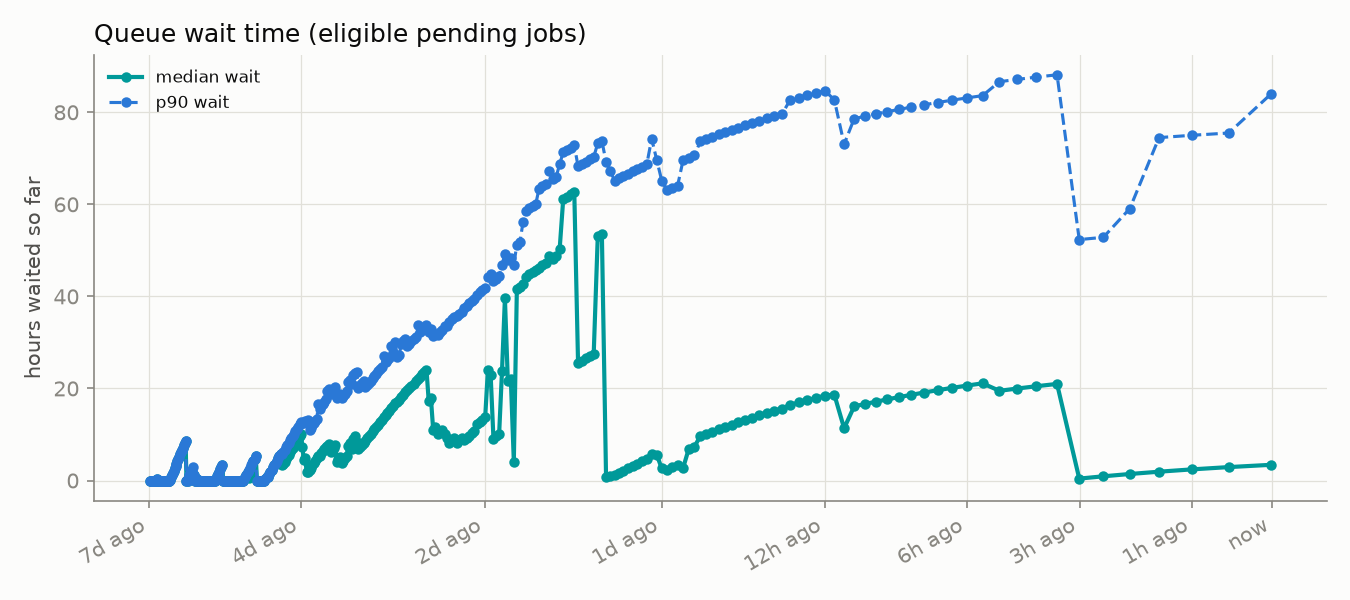 Queue wait time (eligible pending jobs)
median wait
p90 wait
hours waited so far
80
60
40
20
0
7d ago
4d ago
2d ago
1d ago
12h ago
6h ago
3h ago
1h ago
now